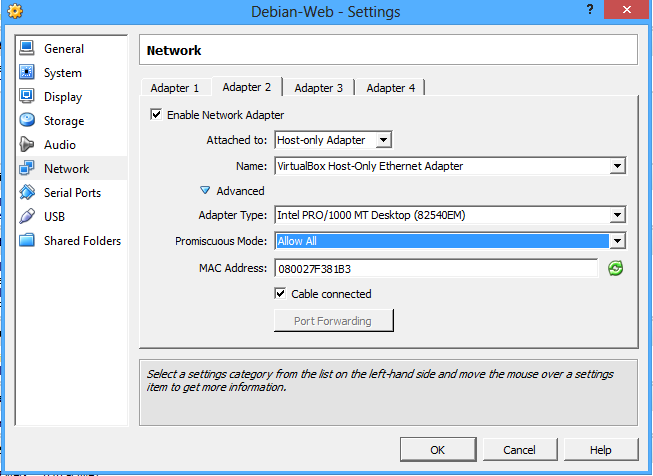 Debian-Web - Settings
?
General
System
Display
Storage
Audio
Network
Serial Ports
USB
Shared Folders
Network
Adapter 1 Adapter 2 Adapter 3 Adapter 4
Enable Network Adapter
Attached to: Host-only Adapter
Name: VirtualBox Host-Only Ethernet Adapter
Advanced
Adapter Type: Intel PRO/1000 MT Desktop (82540EM)
Promiscuous Mode: Allow All
MAC Address: 080027F381B3
Cable connected
Port Forwarding
Select a settings category from the list on the left-hand side and move the mouse over a settings
item to get more information.
OK Cancel Help